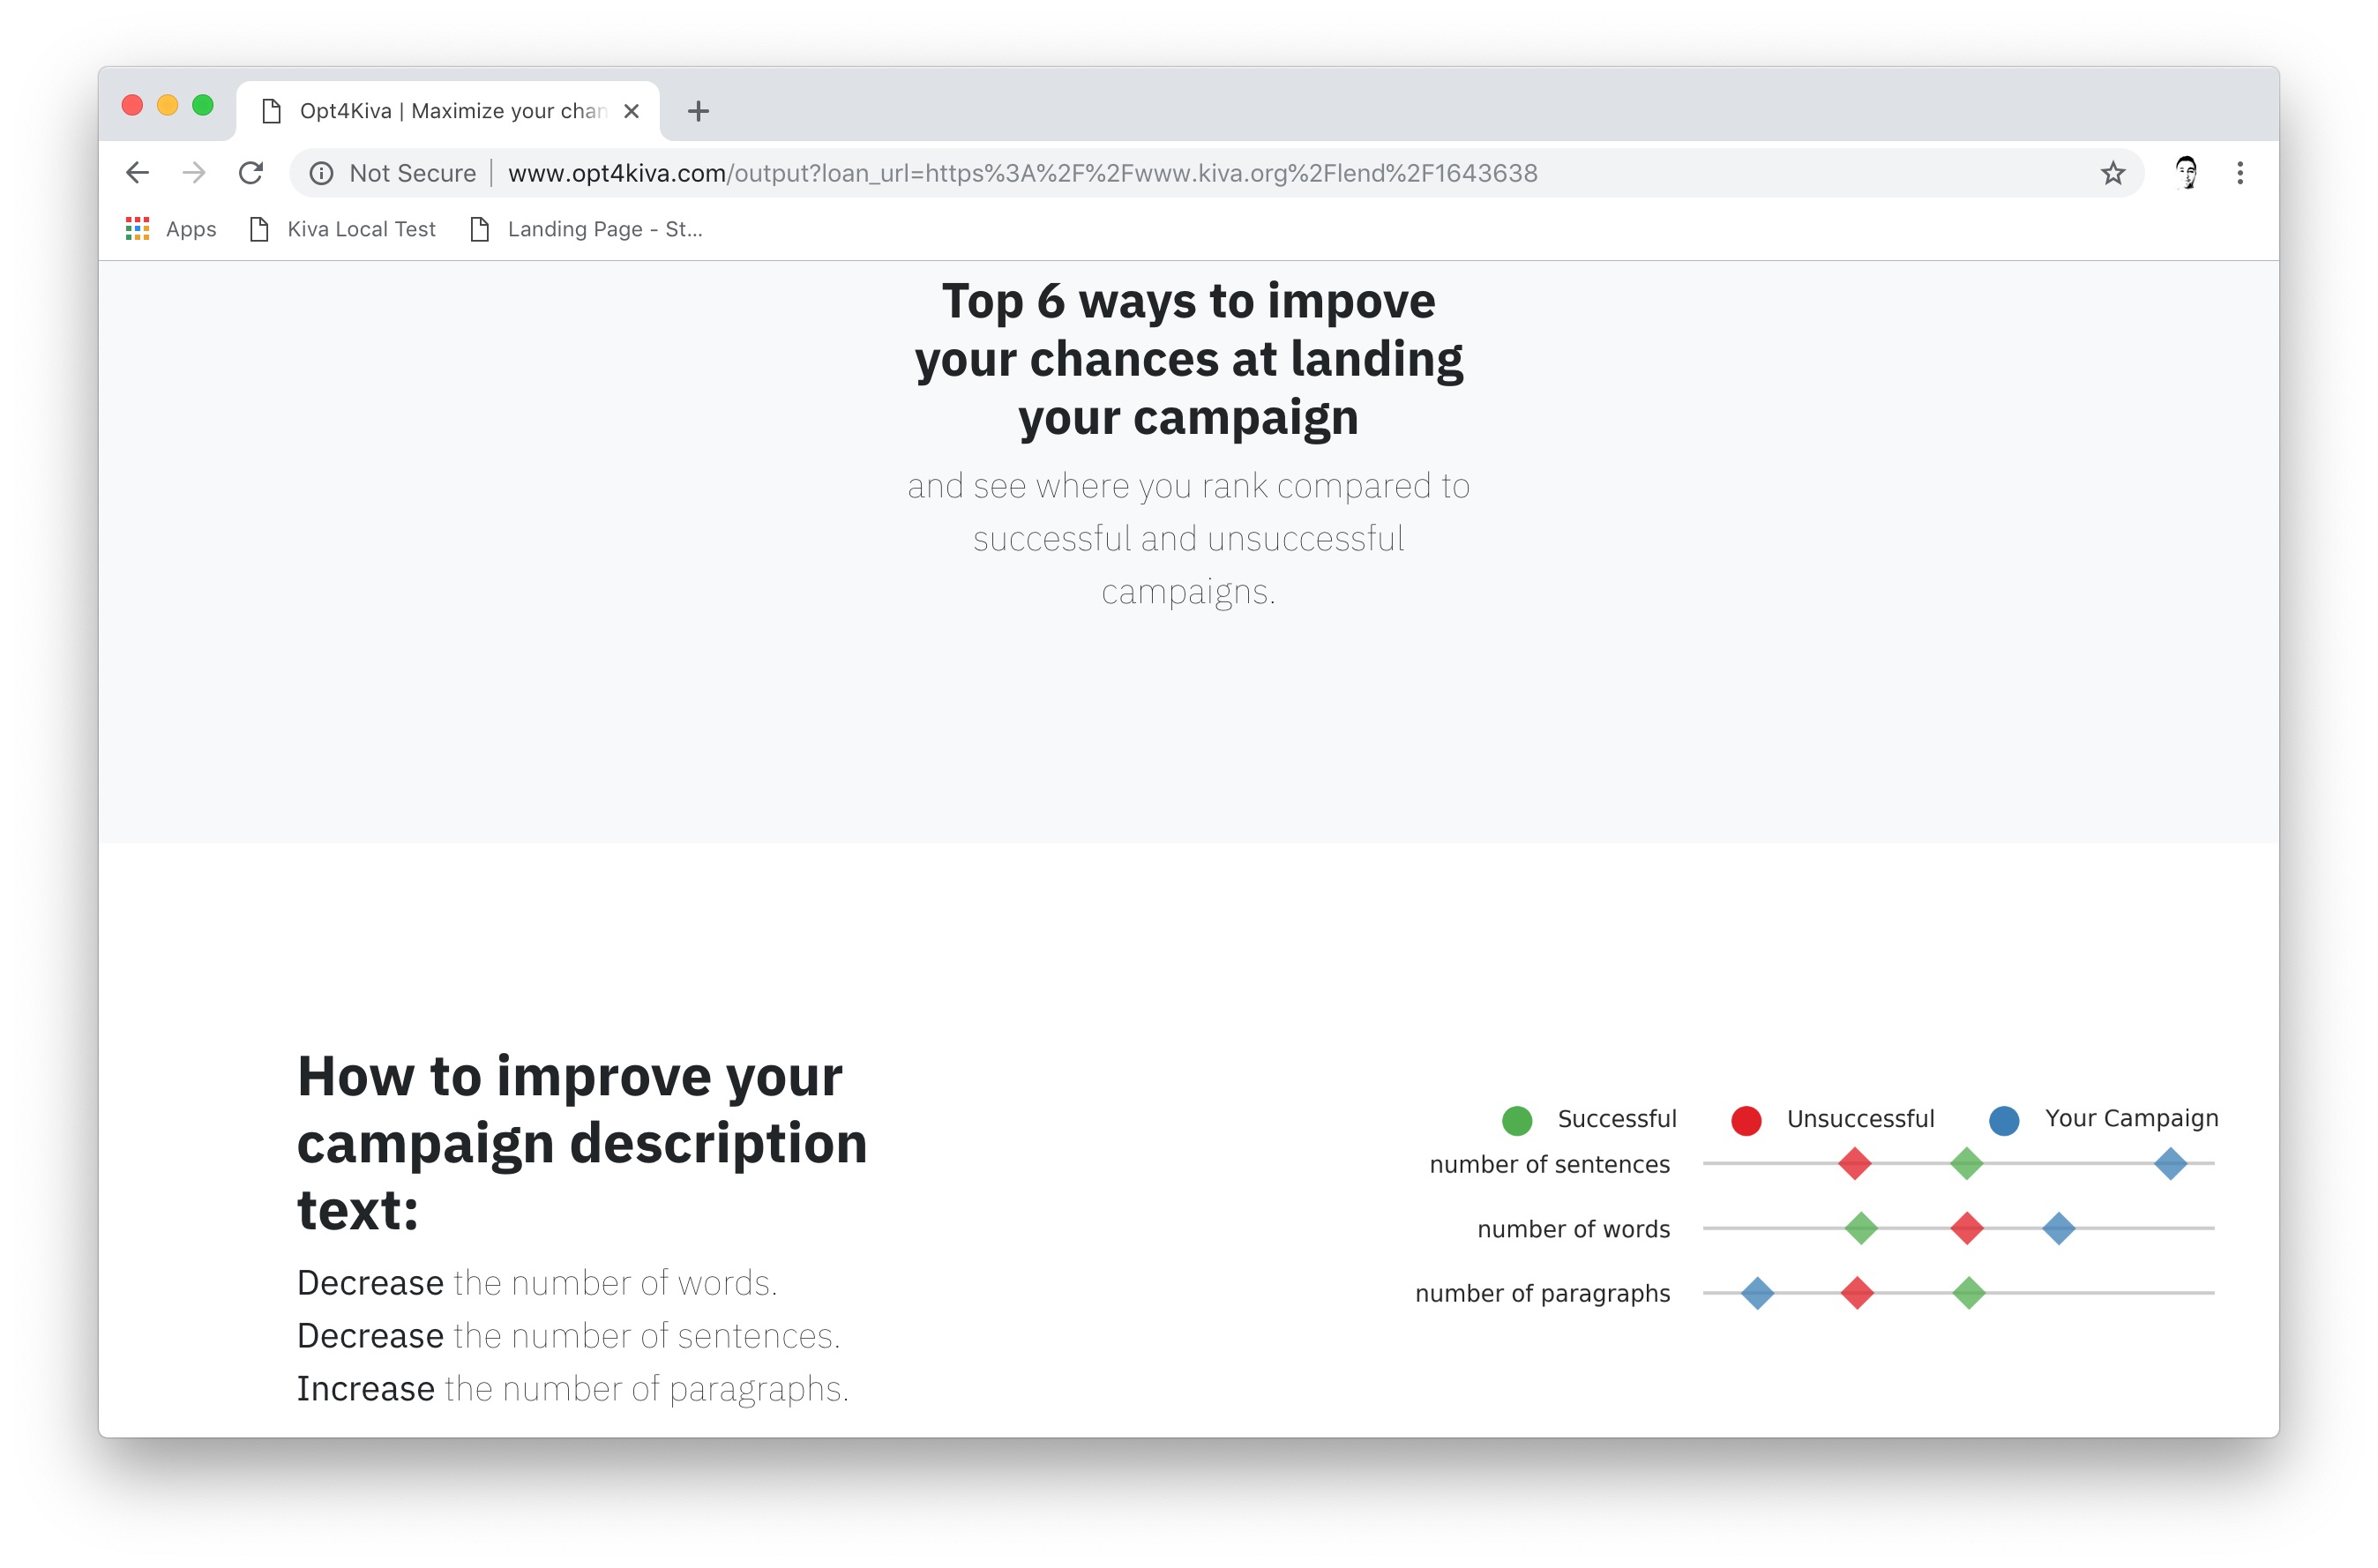 Opt4Kiva | Maximize your chan
Not Secure | www.opt4kiva.com/output?loan_url=https%3A%2F%2Fwww.kiva.org%2Flend%2F1643638
Apps Kiva Local Test Landing Page - St...
Top 6 ways to impove
your chances at landing
your campaign
and see where you rank compared to
successful and unsuccessful
campaigns.
How to improve your
campaign description
text:
Decrease the number of words.
Decrease the number of sentences.
Increase the number of paragraphs.
Successful Unsuccessful Your Campaign
number of sentences
number of words
number of paragraphs